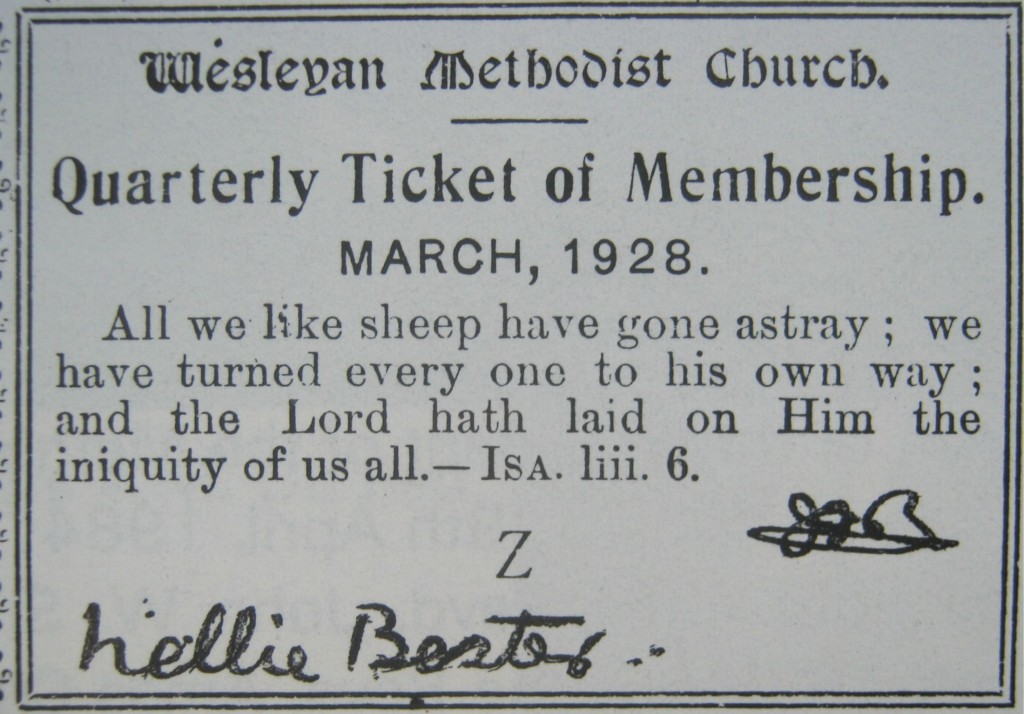 Wesleyan Methodist Church.
Quarterly Ticket of Membership.
MARCH, 1928.
All we like sheep have gone astray ; we
have turned every one to his own way ;
and the Lord hath laid on Him the
iniquity of us all.—ISA. liii. 6.
Z
Nellie